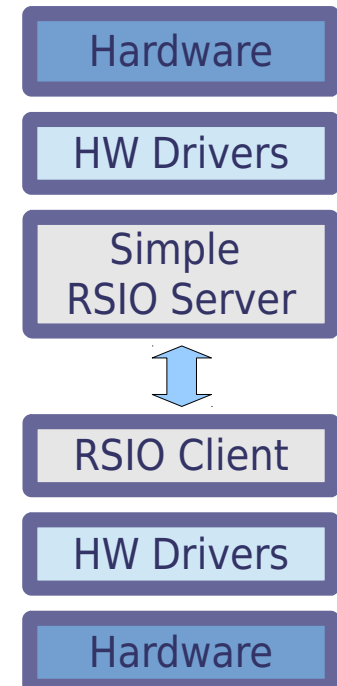 Hardware
HW Drivers
Simple
RSIO Server
RSIO Client
HW Drivers
Hardware